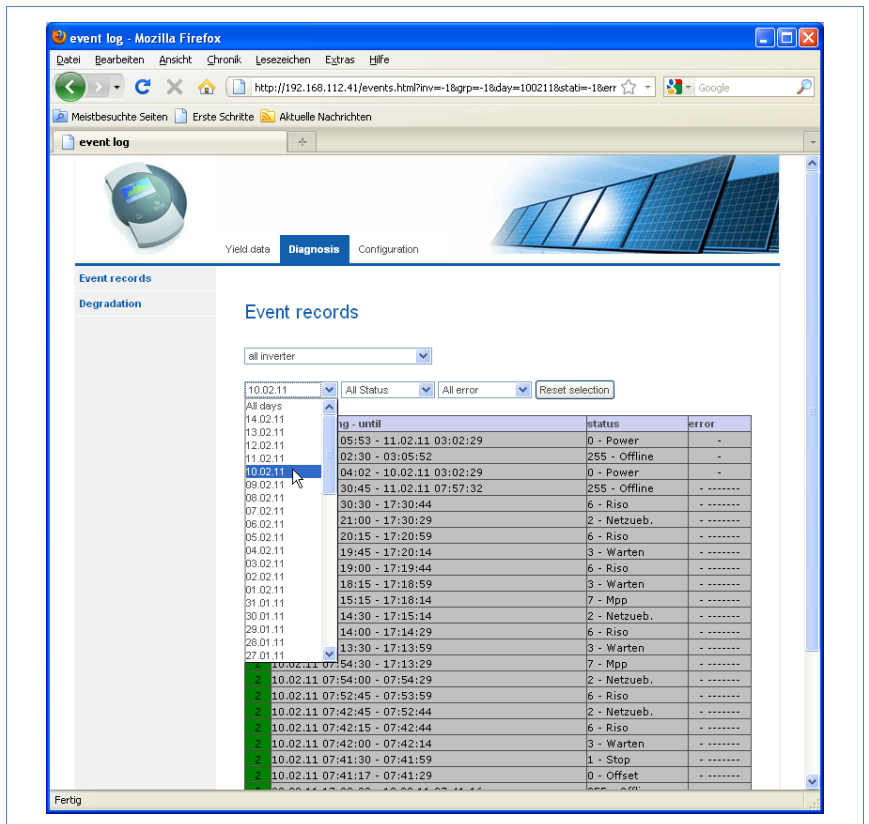 event log - Mozilla Firefox
Datei Bearbeiten Ansicht Chronik Lesezeichen Extras Hilfe
http://192.168.112.41/events.html?inv=-1&grp=-1&day=100211&stati=-1&err Google
Meistbesuchte Seiten Erste Schritte Aktuelle Nachrichten
event log
Yield data Diagnosis Configuration
Event records
Degradation
Event records
all inverter
10.02.11 All Status All error Reset selection
All days
14.02.11
13.02.11
12.02.11
11.02.11
10.02.11
09.02.11
08.02.11
07.02.11
06.02.11
05.02.11
04.02.11
03.02.11
02.02.11
01.02.11
31.01.11
30.01.11
29.01.11
28.01.11
27.01.11
ng - until status error
05:53 - 11.02.11 03:02:29 0 - Power -
02:30 - 03:05:52 255 - Offline -
04:02 - 10.02.11 03:02:29 0 - Power -
30:45 - 11.02.11 07:57:32 255 - Offline - -------
30:30 - 17:30:44 6 - Riso - -------
21:00 - 17:30:29 2 - Netzueb. - -------
20:15 - 17:20:59 6 - Riso - -------
19:45 - 17:20:14 3 - Warten - -------
19:00 - 17:19:44 6 - Riso - -------
18:15 - 17:18:59 3 - Warten - -------
15:15 - 17:18:14 7 - Mpp - -------
14:30 - 17:15:14 2 - Netzueb. - -------
14:00 - 17:14:29 6 - Riso - -------
13:30 - 17:13:59 3 - Warten - -------
2 10.02.11 07:54:30 - 17:13:29 7 - Mpp - -------
2 10.02.11 07:54:00 - 07:54:29 2 - Netzueb. - -------
2 10.02.11 07:52:45 - 07:53:59 6 - Riso - -------
2 10.02.11 07:42:45 - 07:52:44 2 - Netzueb. - -------
2 10.02.11 07:42:15 - 07:42:44 6 - Riso - -------
2 10.02.11 07:42:00 - 07:42:14 3 - Warten - -------
2 10.02.11 07:41:30 - 07:41:59 1 - Stop - -------
2 10.02.11 07:41:17 - 07:41:29 0 - Offset - -------
Fertig